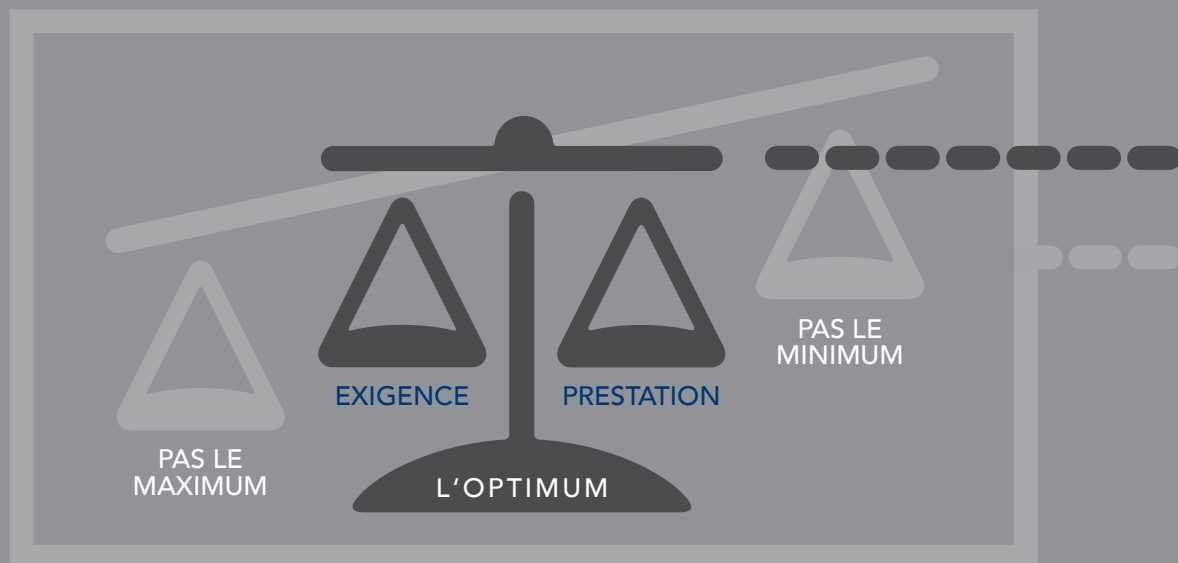 PAS LE
MINIMUM
EXIGENCE
PRESTATION
PAS LE
MAXIMUM
L‘OPTIMUM